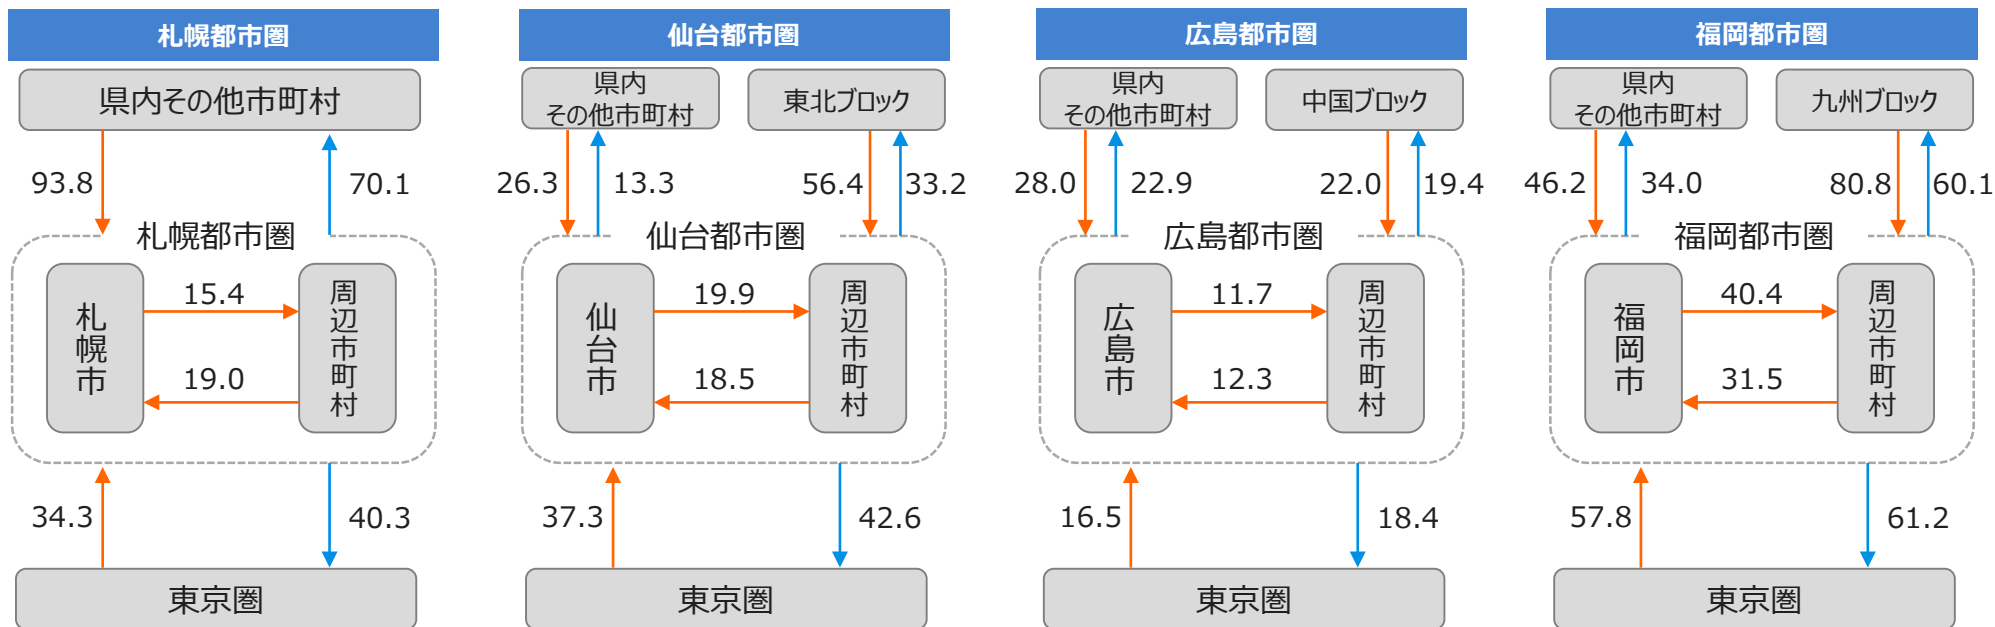 札幌都市圏
県内その他市町村
93.8
70.1
札幌都市圏
札幌市
15.4
19.0
周辺市町村
34.3
40.3
東京圏
仙台都市圏
県内
その他市町村
東北ブロック
26.3
13.3
56.4
33.2
仙台都市圏
仙台市
19.9
18.5
周辺市町村
37.3
42.6
東京圏
広島都市圏
県内
その他市町村
中国ブロック
28.0
22.9
22.0
19.4
広島都市圏
広島市
11.7
12.3
周辺市町村
16.5
18.4
東京圏
福岡都市圏
県内
その他市町村
九州ブロック
46.2
34.0
80.8
60.1
福岡都市圏
福岡市
40.4
31.5
周辺市町村
57.8
61.2
東京圏